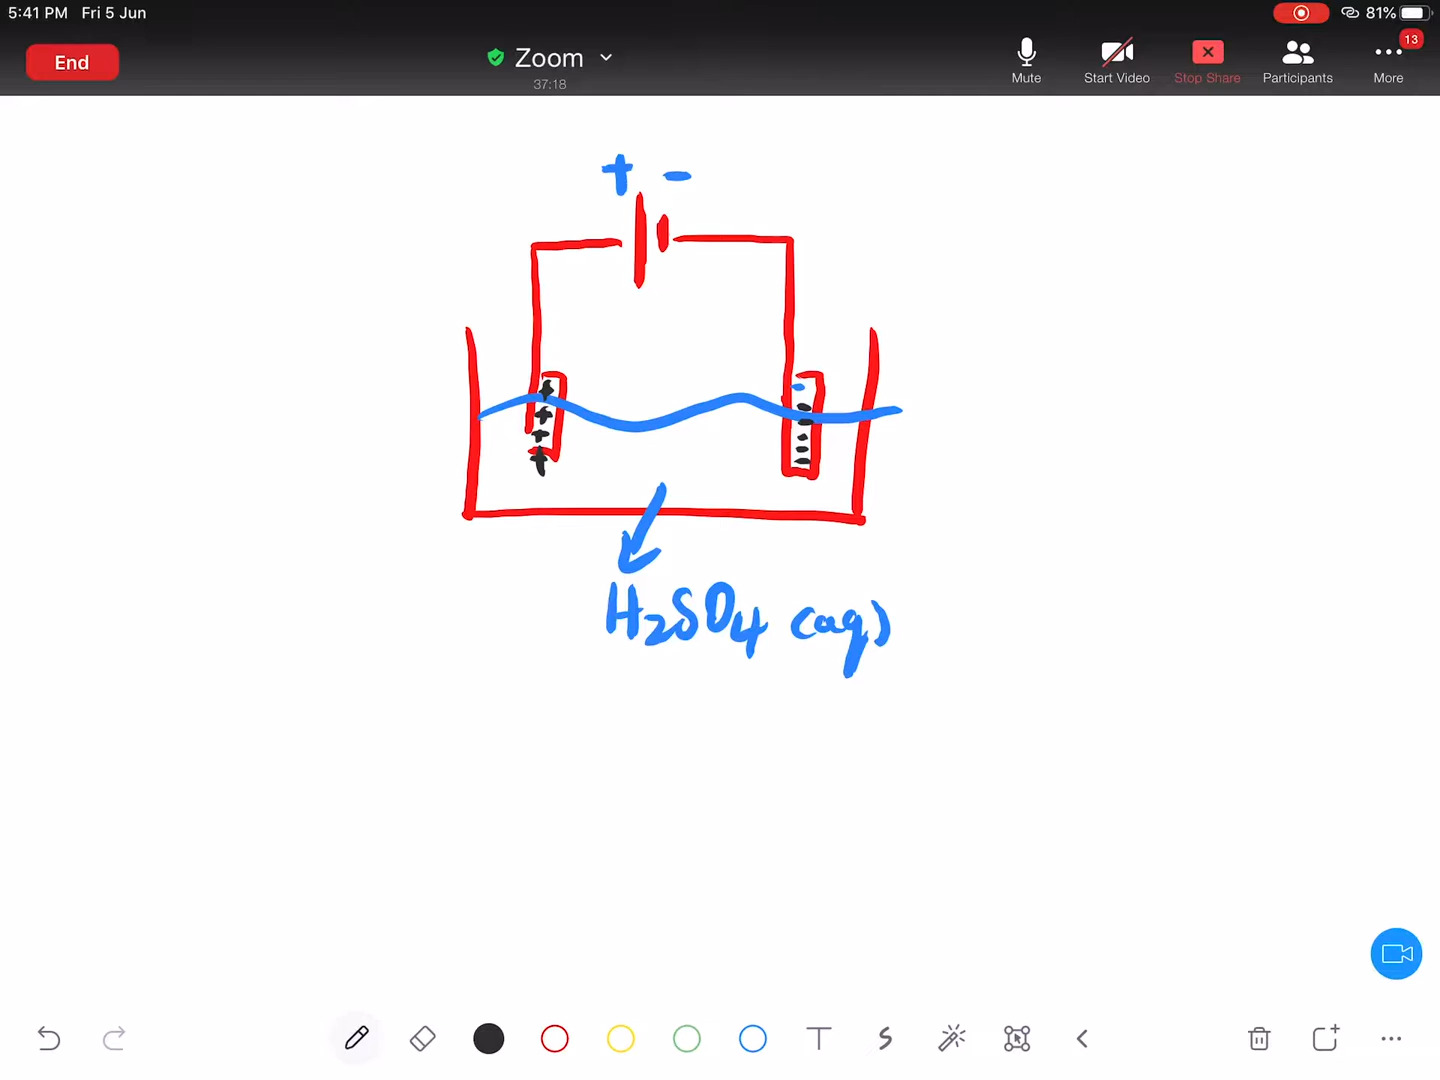 5:41 PM Fri 5 Jun
81%
End
Zoom
37:18
Mute
Start Video
Stop Share
Participants
More
13
+ -
H₂SO₄ (aq)
T